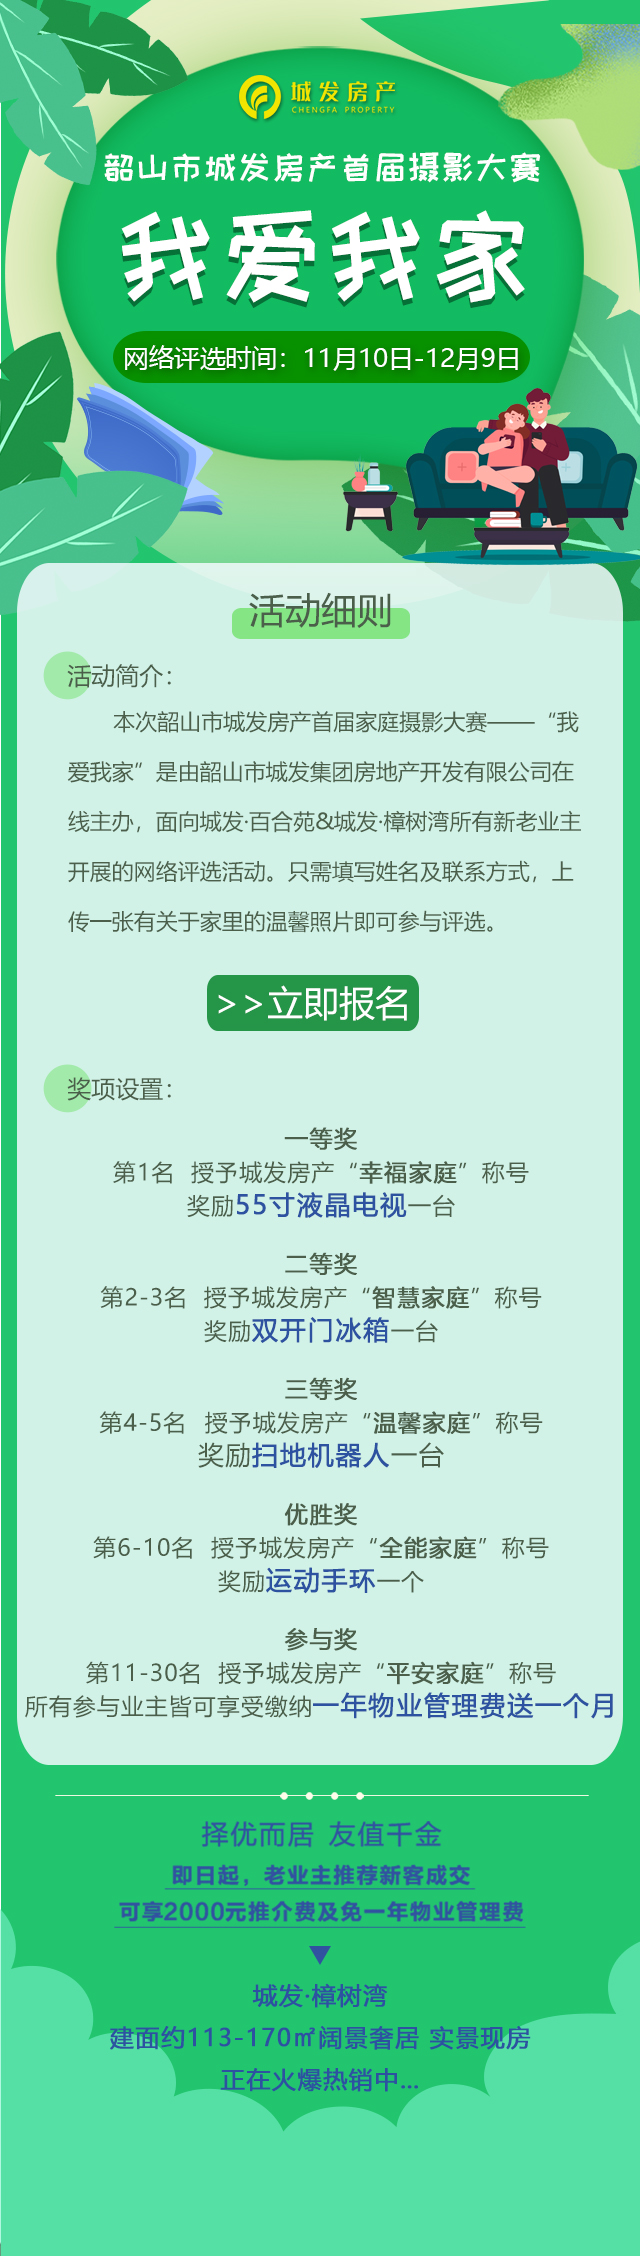 城发房产
CHENGFA PROPERTY
韶山市城发房产首届摄影大赛
我爱我家
网络评选时间：11月10日-12月9日
活动细则
活动简介：
本次韶山市城发房产首届家庭摄影大赛——“我
爱我家”是由韶山市城发集团房地产开发有限公司在
线主办，面向城发·百合苑&城发·樟树湾所有新老业主
开展的网络评选活动。只需填写姓名及联系方式，上
传一张有关于家里的温馨照片即可参与评选。
>>立即报名
奖项设置：
一等奖
第1名 授予城发房产“幸福家庭”称号
奖励55寸液晶电视一台
二等奖
第2-3名 授予城发房产“智慧家庭”称号
奖励双开门冰箱一台
三等奖
第4-5名 授予城发房产“温馨家庭”称号
奖励扫地机器人一台
优胜奖
第6-10名 授予城发房产“全能家庭”称号
奖励运动手环一个
参与奖
第11-30名 授予城发房产“平安家庭”称号
所有参与业主皆可享受缴纳一年物业管理费送一个月
择优而居 友值千金
即日起，老业主推荐新客成交
可享2000元推介费及免一年物业管理费
城发·樟树湾
建面约113-170㎡阔景奢居 实景现房
正在火爆热销中...